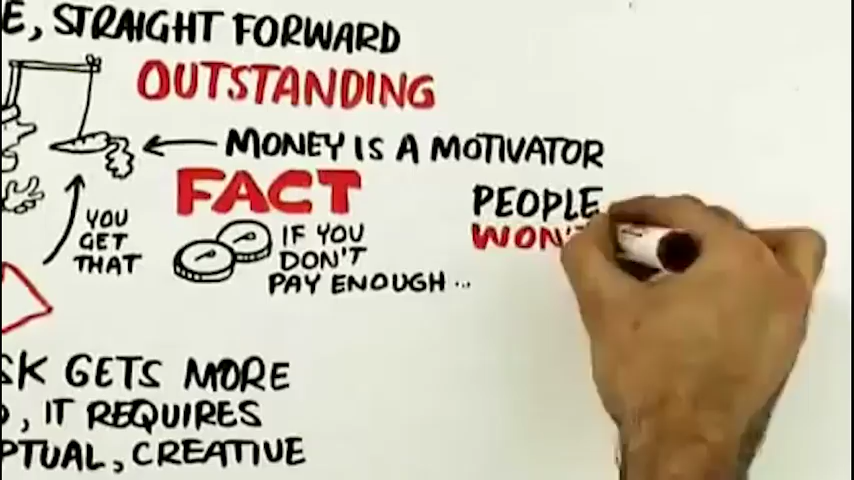 E, STRAIGHT FORWARD
OUTSTANDING
MONEY IS A MOTIVATOR
FACT
YOU
GET
THAT
IF YOU
DON'T
PAY ENOUGH...
PEOPLE
WON'T
SK GETS MORE
, IT REQUIRES
PTUAL, CREATIVE